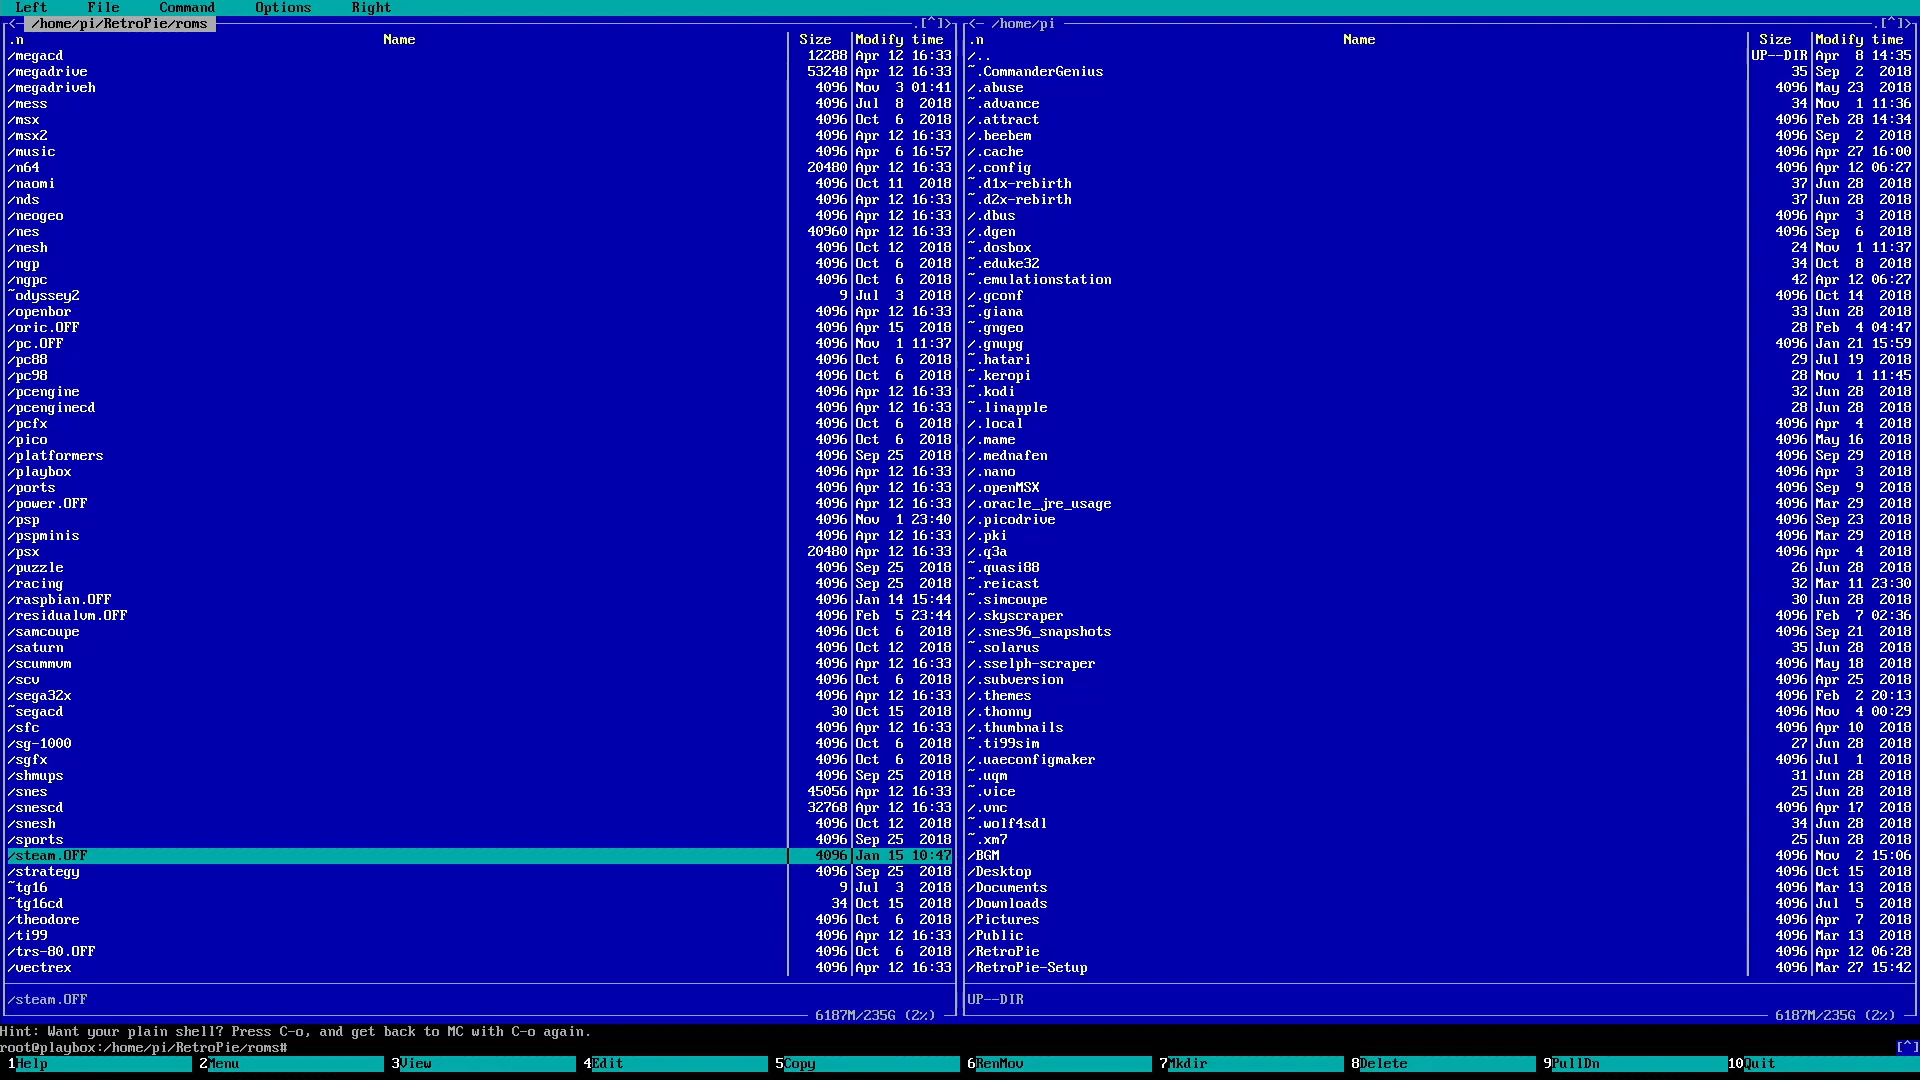 Left File Command Options Right
<─ /home/pi/RetroPie/roms .[^]>
.n Name Size Modify time
/megacd 12288 Apr 12 16:33
/megadrive 53248 Apr 12 16:33
/megadriveh 4096 Nov 3 01:41
/mess 4096 Jul 8 2018
/msx 4096 Oct 6 2018
/msx2 4096 Apr 12 16:33
/music 4096 Apr 6 16:57
/n64 20480 Apr 12 16:33
/naomi 4096 Oct 11 2018
/nds 4096 Apr 12 16:33
/neogeo 4096 Apr 12 16:33
/nes 40960 Apr 12 16:33
/nesh 4096 Oct 12 2018
/ngp 4096 Oct 6 2018
/ngpc 4096 Oct 6 2018
~odyssey2 9 Jul 3 2018
/openbor 4096 Apr 12 16:33
/oric.OFF 4096 Apr 15 2018
/pc.OFF 4096 Nov 1 11:37
/pc88 4096 Oct 6 2018
/pc98 4096 Oct 6 2018
/pcengine 4096 Apr 12 16:33
/pcenginecd 4096 Apr 12 16:33
/pcfx 4096 Oct 6 2018
/pico 4096 Oct 6 2018
/platformers 4096 Sep 25 2018
/playbox 4096 Apr 12 16:33
/ports 4096 Apr 12 16:33
/power.OFF 4096 Apr 12 16:33
/psp 4096 Nov 1 23:40
/pspminis 4096 Apr 12 16:33
/psx 20480 Apr 12 16:33
/puzzle 4096 Sep 25 2018
/racing 4096 Sep 25 2018
/raspbian.OFF 4096 Jan 14 15:44
/residualvm.OFF 4096 Feb 5 23:44
/samcoupe 4096 Oct 6 2018
/saturn 4096 Oct 12 2018
/scummvm 4096 Apr 12 16:33
/scv 4096 Oct 6 2018
/sega32x 4096 Apr 12 16:33
~segacd 30 Oct 15 2018
/sfc 4096 Apr 12 16:33
/sg-1000 4096 Oct 6 2018
/sgfx 4096 Oct 6 2018
/shmups 4096 Sep 25 2018
/snes 45056 Apr 12 16:33
/snescd 32768 Apr 12 16:33
/snesh 4096 Oct 12 2018
/sports 4096 Sep 25 2018
/steam.OFF 4096 Jan 15 10:47
/strategy 4096 Sep 25 2018
~tg16 9 Jul 3 2018
~tg16cd 34 Oct 15 2018
/theodore 4096 Oct 6 2018
/ti99 4096 Apr 12 16:33
/trs-80.OFF 4096 Oct 6 2018
/vectrex 4096 Apr 12 16:33
/steam.OFF
6187M/235G (2%)
<─ /home/pi .[^]>
.n Name Size Modify time
/.. UP--DIR Apr 8 14:35
~.CommanderGenius 35 Sep 2 2018
/.abuse 4096 May 23 2018
~.advance 34 Nov 1 11:36
/.attract 4096 Feb 28 14:34
/.beebem 4096 Sep 2 2018
/.cache 4096 Apr 27 16:00
/.config 4096 Apr 12 06:27
~.d1x-rebirth 37 Jun 28 2018
~.d2x-rebirth 37 Jun 28 2018
/.dbus 4096 Apr 3 2018
/.dgen 4096 Sep 6 2018
~.dosbox 24 Nov 1 11:37
~.eduke32 34 Oct 8 2018
~.emulationstation 42 Apr 12 06:27
/.gconf 4096 Oct 14 2018
~.giana 33 Jun 28 2018
~.gngeo 28 Feb 4 04:47
/.gnupg 4096 Jan 21 15:59
~.hatari 29 Jul 19 2018
~.keropi 28 Nov 1 11:45
~.kodi 32 Jun 28 2018
~.linapple 28 Jun 28 2018
/.local 4096 Apr 4 2018
/.mame 4096 May 16 2018
/.mednafen 4096 Sep 29 2018
/.nano 4096 Apr 3 2018
/.openMSX 4096 Sep 9 2018
/.oracle_jre_usage 4096 Mar 29 2018
/.picodrive 4096 Sep 23 2018
/.pki 4096 Mar 29 2018
/.q3a 4096 Apr 4 2018
~.quasi88 26 Jun 28 2018
~.reicast 32 Mar 11 23:30
~.simcoupe 30 Jun 28 2018
/.skyscraper 4096 Feb 7 02:36
/.snes96_snapshots 4096 Sep 21 2018
~.solarus 35 Jun 28 2018
/.sselph-scraper 4096 May 18 2018
/.subversion 4096 Apr 25 2018
/.themes 4096 Feb 2 20:13
/.thonny 4096 Nov 4 00:29
/.thumbnails 4096 Apr 10 2018
~.ti99sim 27 Jun 28 2018
/.uaeconfigmaker 4096 Jul 1 2018
~.uqm 31 Jun 28 2018
~.vice 25 Jun 28 2018
/.vnc 4096 Apr 17 2018
~.wolf4sdl 34 Jun 28 2018
~.xm7 25 Jun 28 2018
/BGM 4096 Nov 2 15:06
/Desktop 4096 Oct 15 2018
/Documents 4096 Mar 13 2018
/Downloads 4096 Jul 5 2018
/Pictures 4096 Apr 7 2018
/Public 4096 Mar 13 2018
/RetroPie 4096 Apr 12 06:28
/RetroPie-Setup 4096 Mar 27 15:42
UP--DIR
6187M/235G (2%)
Hint: Want your plain shell? Press C-o, and get back to MC with C-o again.
root@playbox:/home/pi/RetroPie/roms# [^]
1Help 2Menu 3View 4Edit 5Copy 6RenMov 7Mkdir 8Delete 9PullDn 10Quit